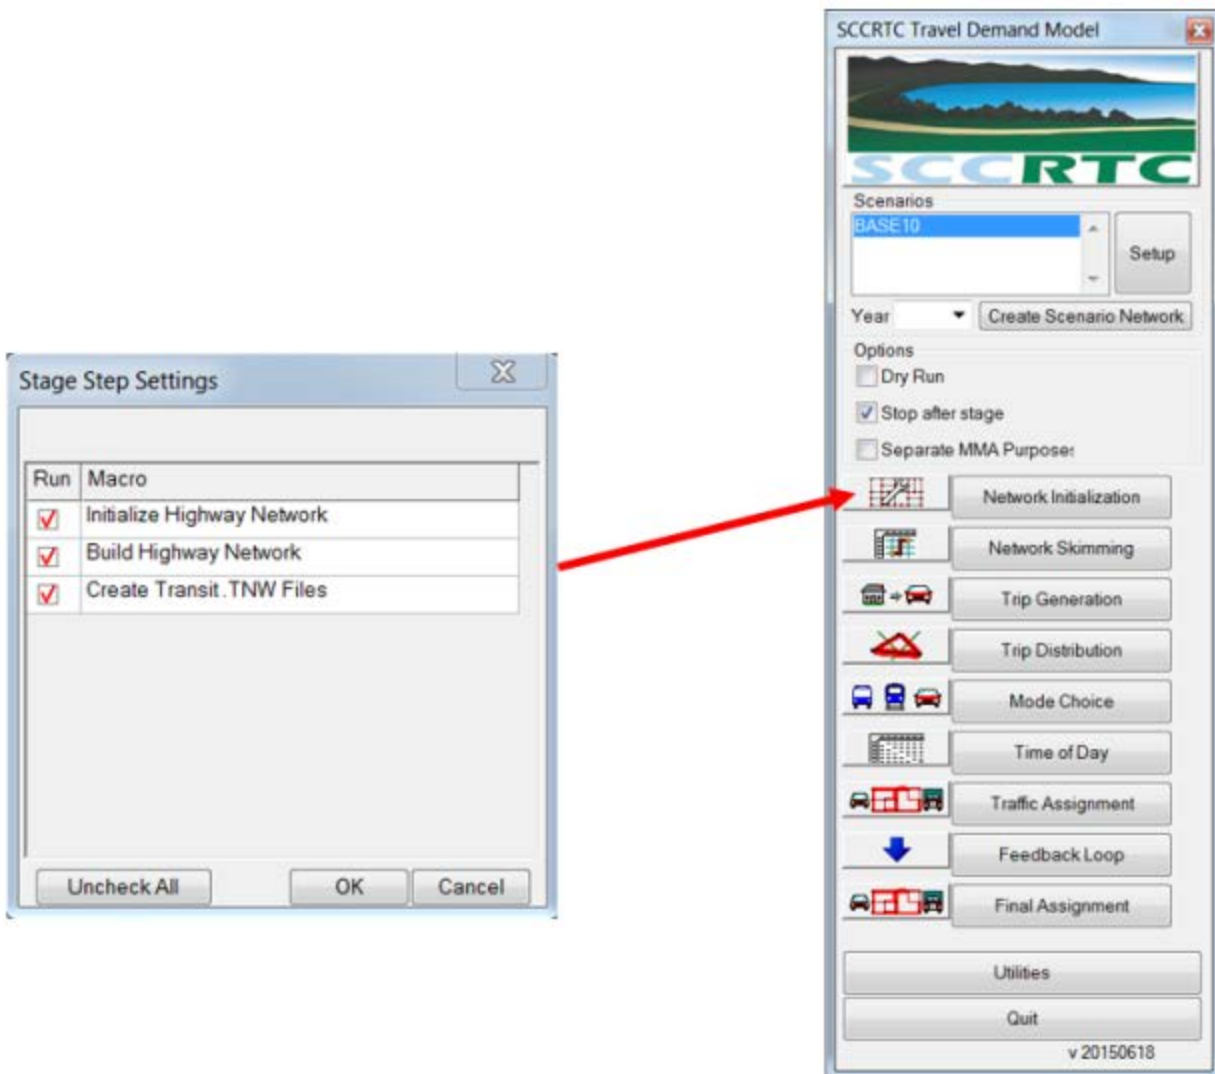 Stage Step Settings
Run Macro
Initialize Highway Network
Build Highway Network
Create Transit .TNW Files
Uncheck All OK Cancel
SCCRTC Travel Demand Model
SCCRTC
Scenarios
BASE10
Setup
Year Create Scenario Network
Options
Dry Run
Stop after stage
Separate MMA Purposes
Network Initialization
Network Skimming
Trip Generation
Trip Distribution
Mode Choice
Time of Day
Traffic Assignment
Feedback Loop
Final Assignment
Utilities
Quit
v 20150618